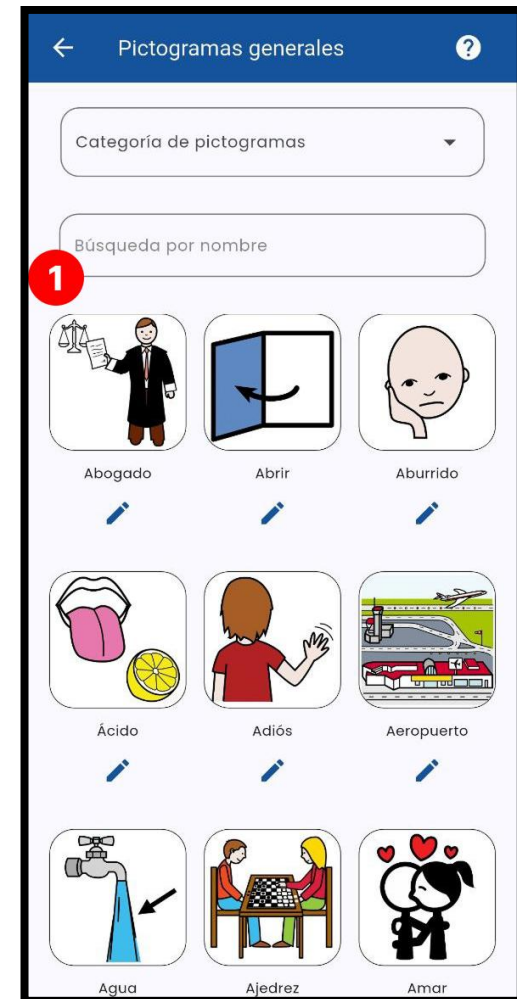 Pictogramas generales
?
Categoría de pictogramas
Búsqueda por nombre
1
Abogado
Abrir
Aburrido
Ácido
Adiós
Aeropuerto
Agua
Ajedrez
Amar